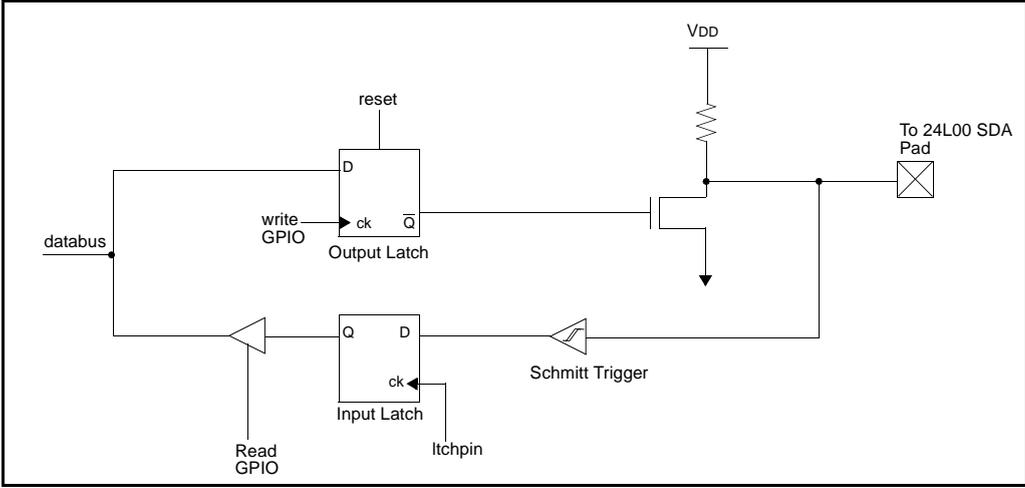 VDD
reset
To 24L00 SDA
Pad
D
write
GPIO
ck
Q
Output Latch
databus
Q
D
Schmitt Trigger
ck
Input Latch
ltchpin
Read
GPIO